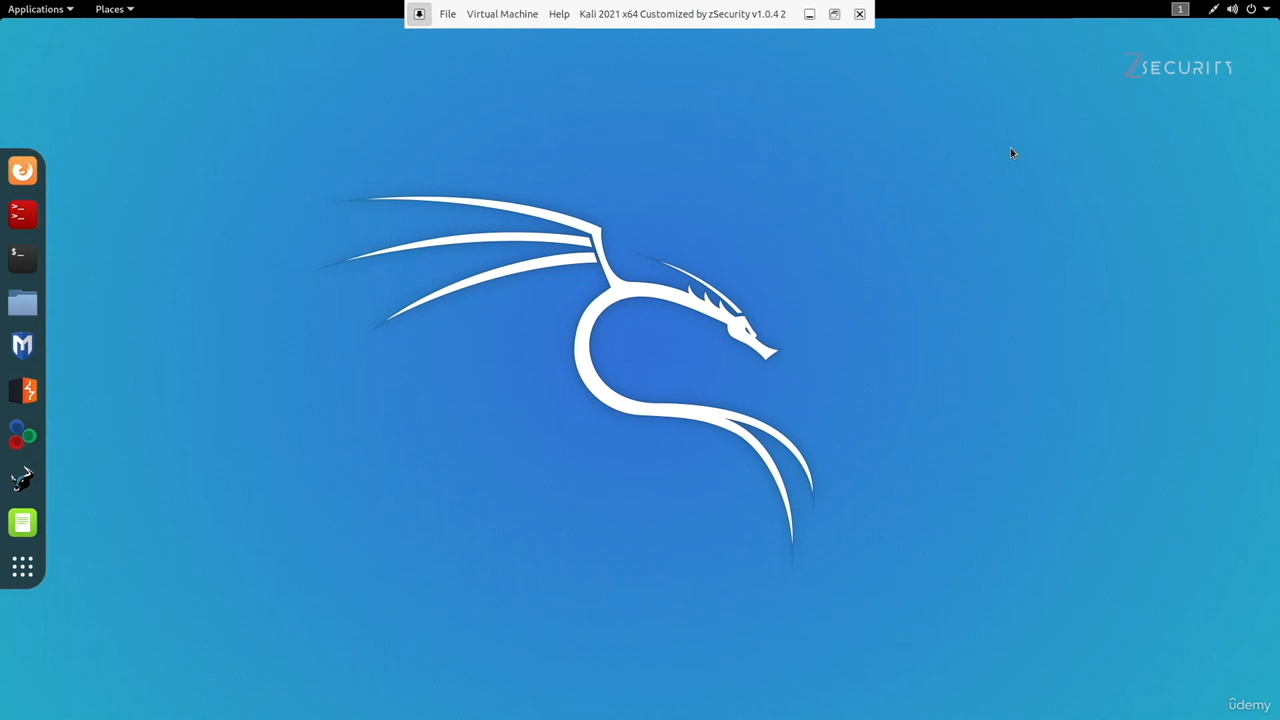 Applications
Places
File
Virtual Machine
Help
Kali 2021 x64 Customized by zSecurity v1.0.4 2
1
ZSECURITY
>_
>_
$_
M
ûdemy